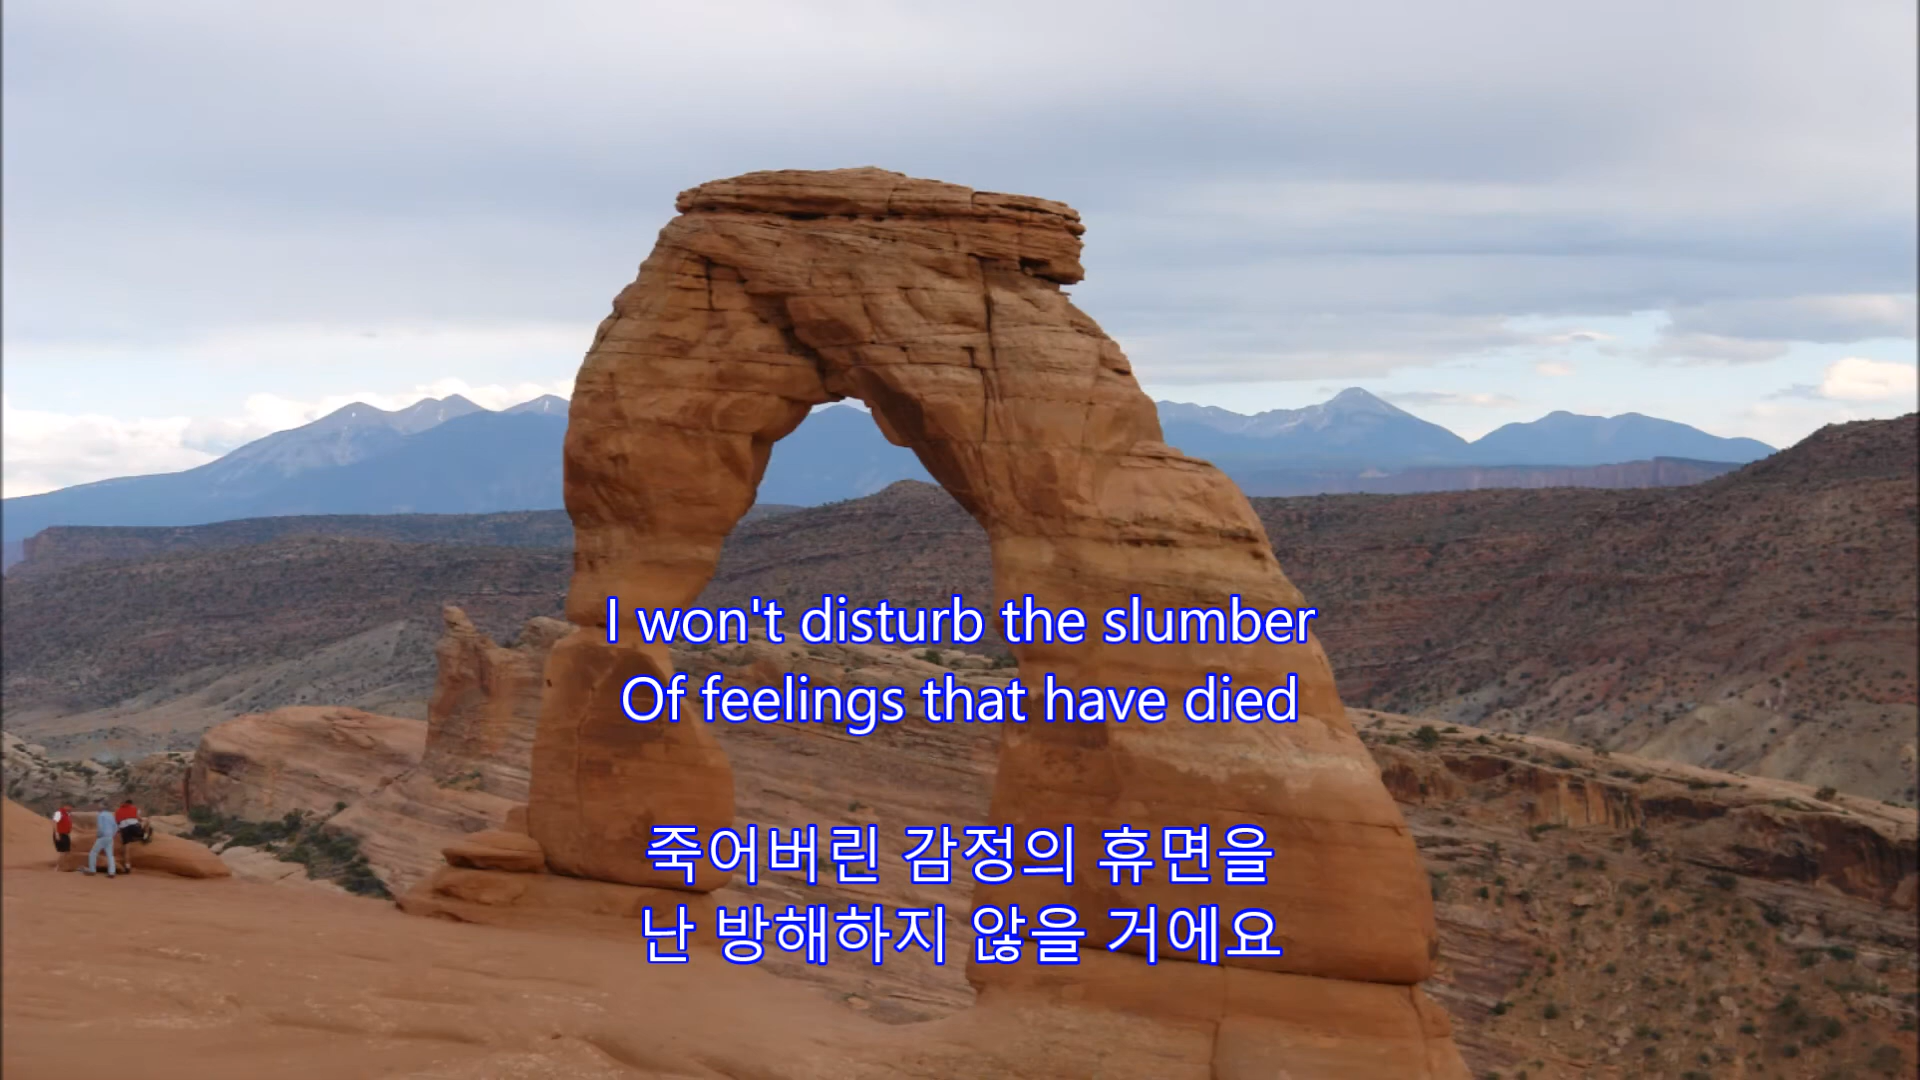 I won't disturb the slumber
Of feelings that have died
죽어버린 감정의 휴면을
난 방해하지 않을 거에요